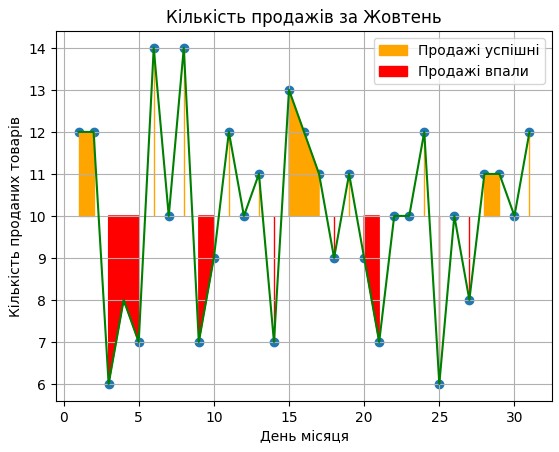 Кількість продажів за Жовтень
Продажі успішні
Продажі впали
Кількість проданих товарів
14
13
12
11
10
9
8
7
6
0 5 10 15 20 25 30
День місяця